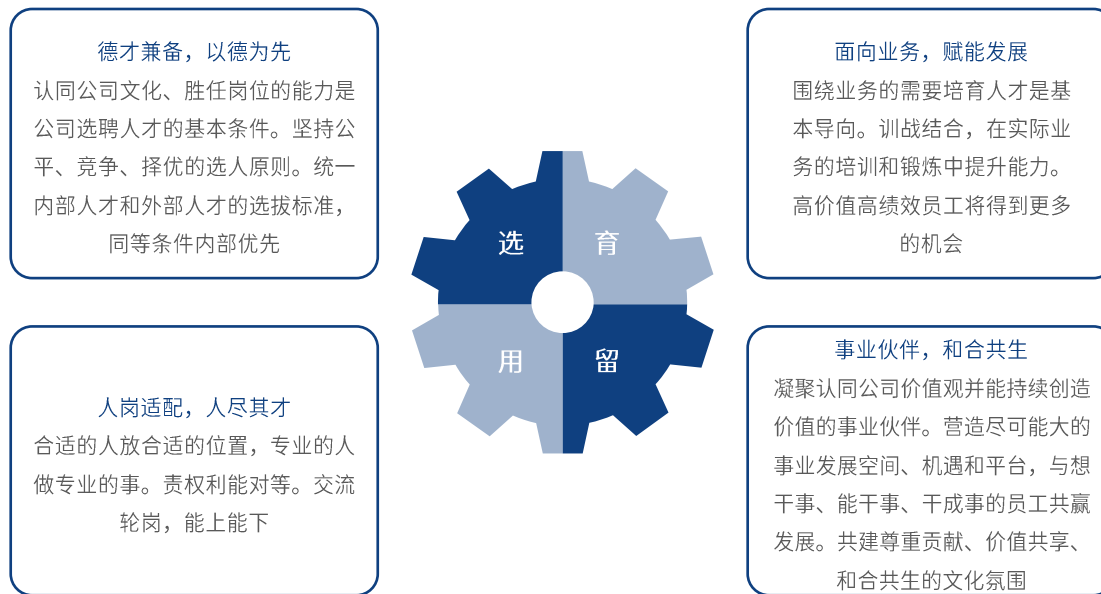 德才兼备，以德为先
认同公司文化、胜任岗位的能力是
公司选聘人才的基本条件。坚持公
平、竞争、择优的选人原则。统一
内部人才和外部人才的选拔标准，
同等条件内部优先
面向业务，赋能发展
围绕业务的需要培育人才是基
本导向。训战结合，在实际业
务的培训和锻炼中提升能力。
高价值高绩效员工将得到更多
的机会
选
育
用
留
人岗适配，人尽其才
合适的人放合适的位置，专业的人
做专业的事。责权利能对等。交流
轮岗，能上能下
事业伙伴，和合共生
凝聚认同公司价值观并能持续创造
价值的事业伙伴。营造尽可能大的
事业发展空间、机遇和平台，与想
干事、能干事、干成事的员工共赢
发展。共建尊重贡献、价值共享、
和合共生的文化氛围